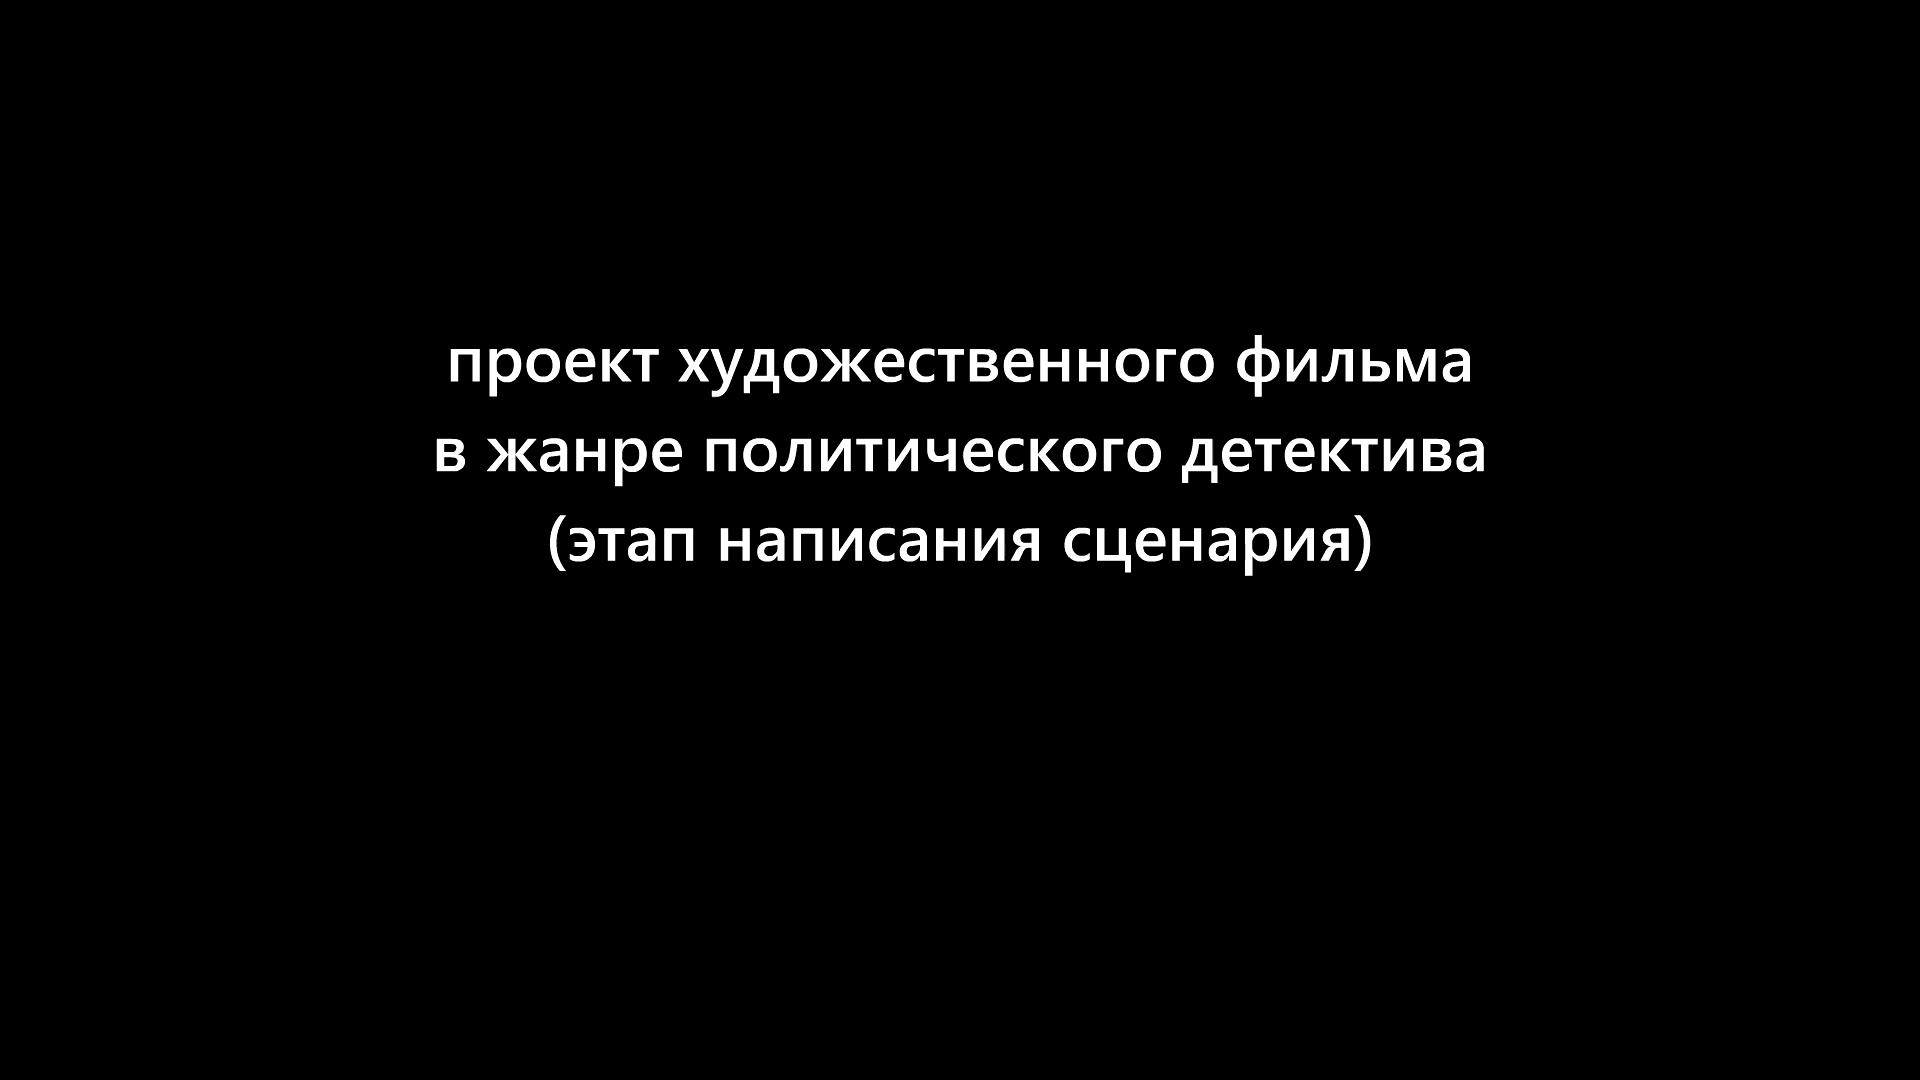 проект художественного фильма
в жанре политического детектива
(этап написания сценария)